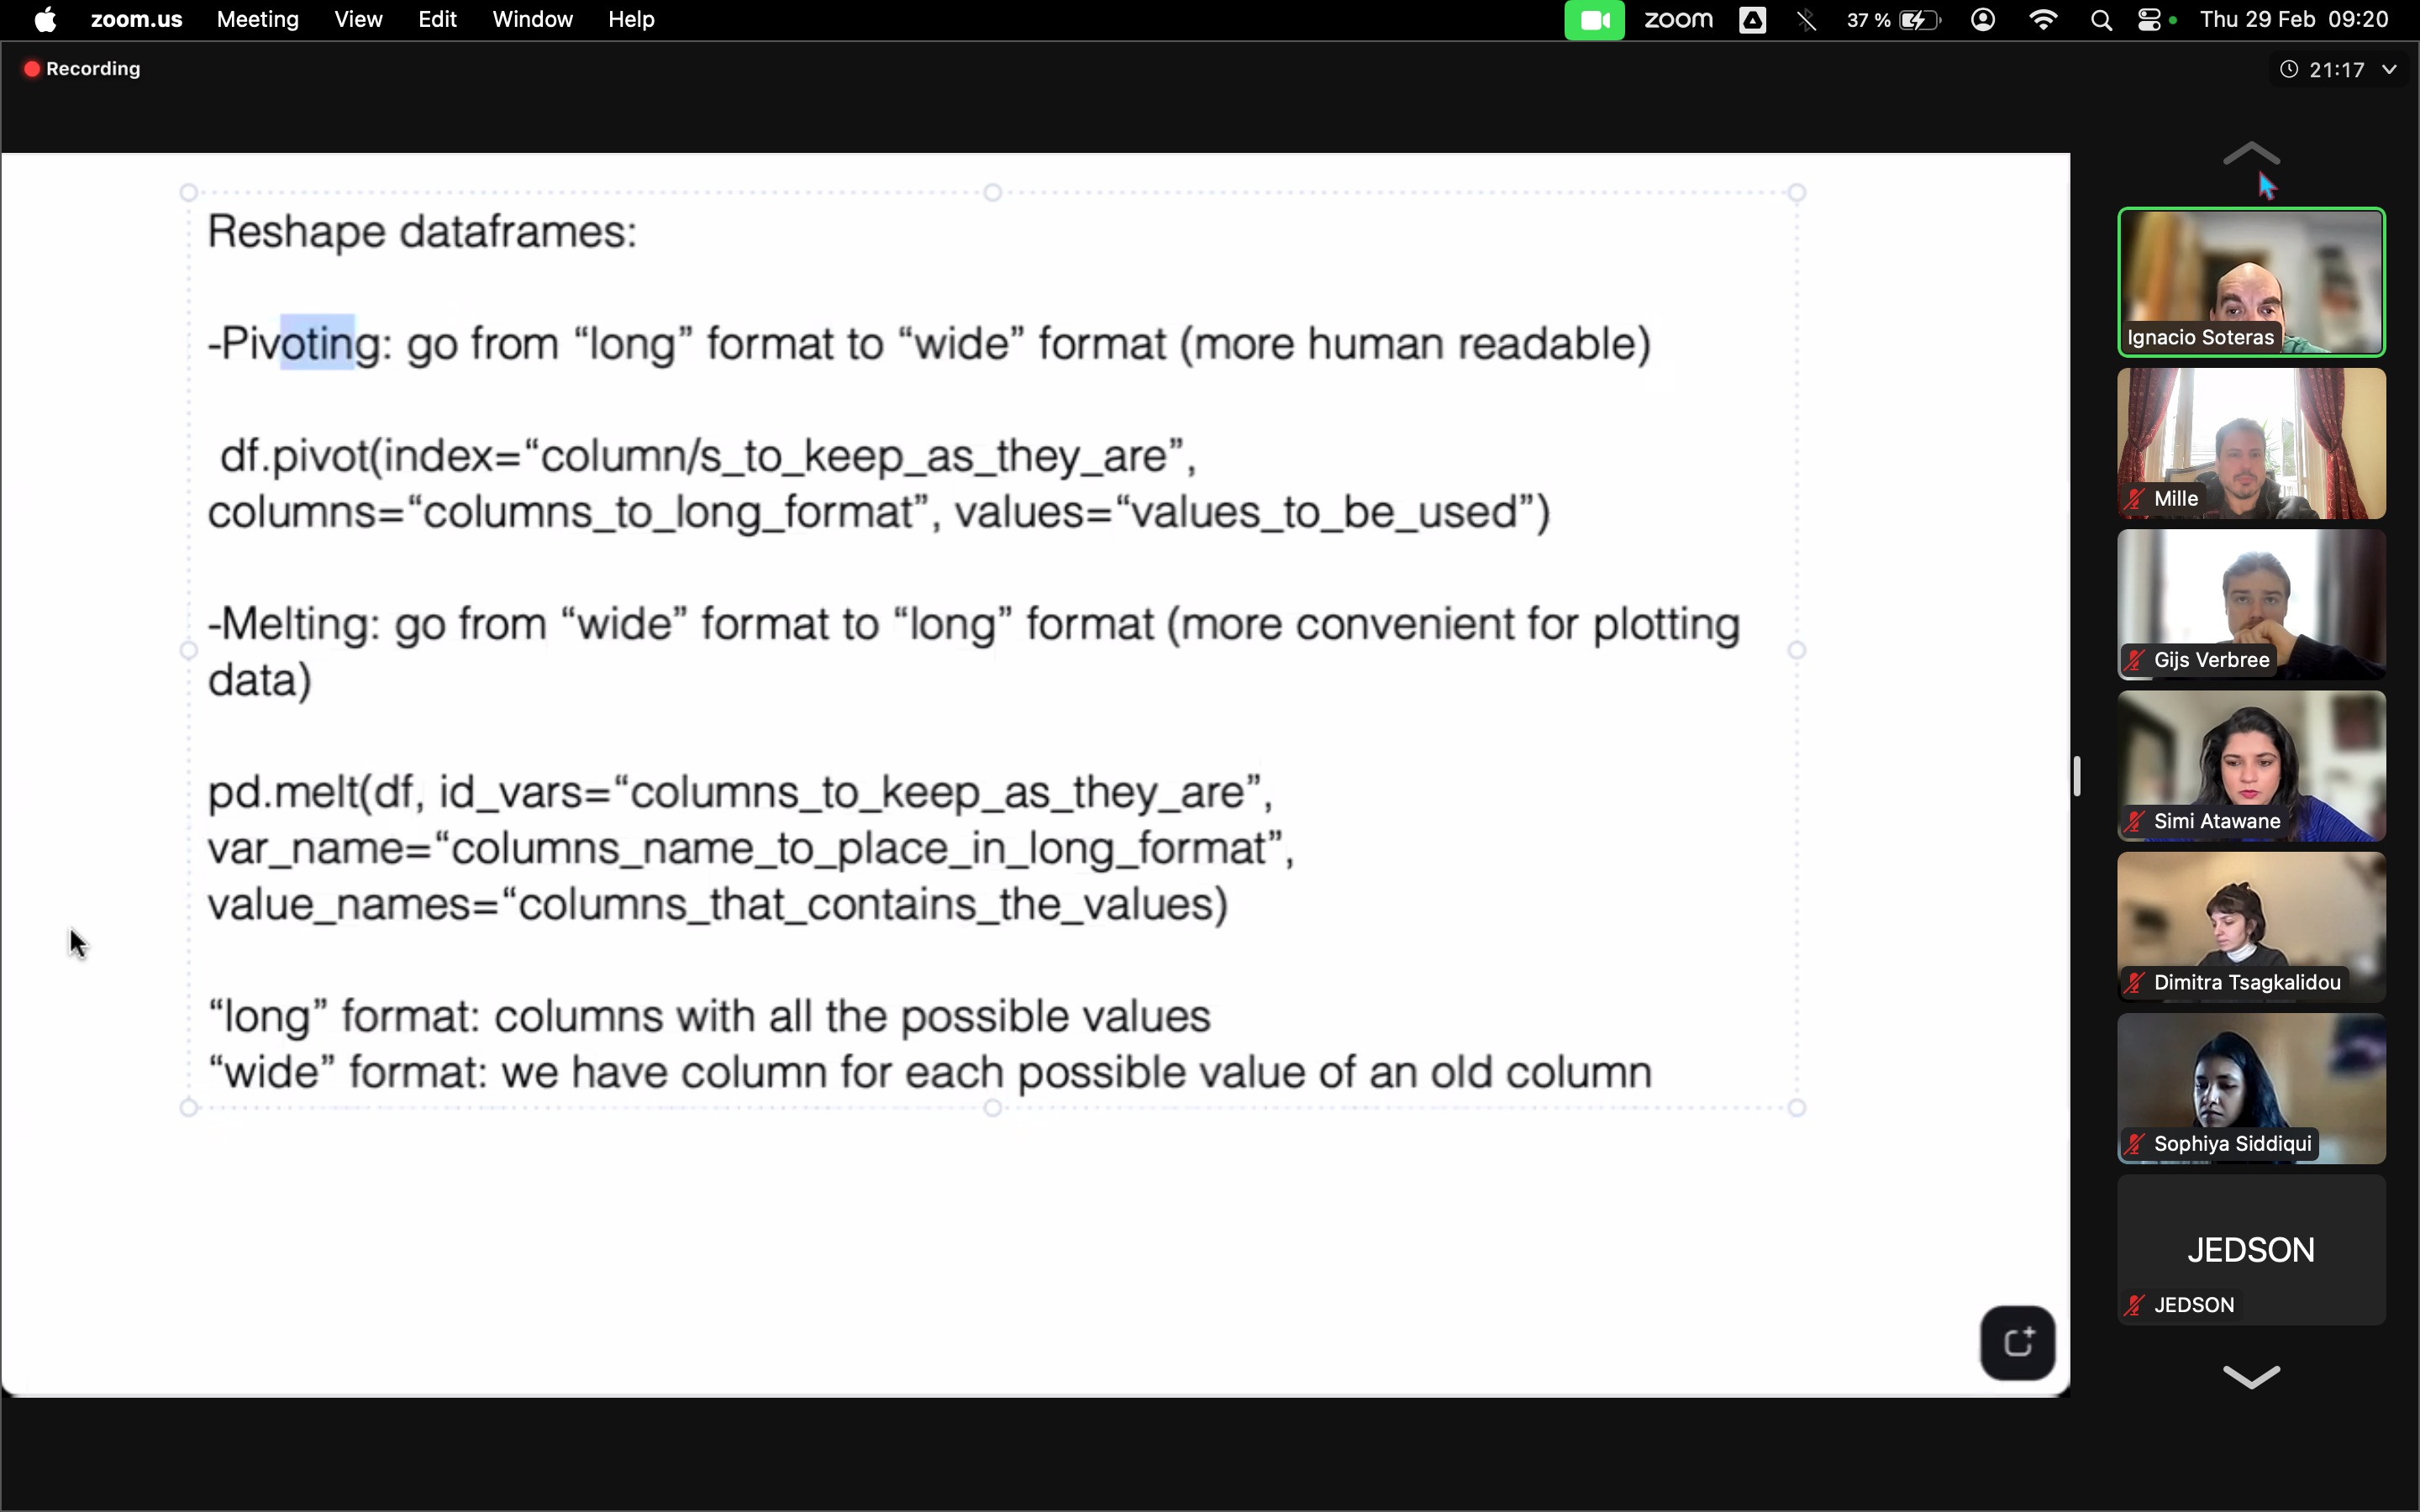 zoom.us Meeting View Edit Window Help zoom 37 % Thu 29 Feb 09:20
Recording
21:17
Reshape dataframes:
-Pivoting: go from “long” format to “wide” format (more human readable)
df.pivot(index=“column/s_to_keep_as_they_are”,
columns=“columns_to_long_format”, values=“values_to_be_used”)
-Melting: go from “wide” format to “long” format (more convenient for plotting
data)
pd.melt(df, id_vars=“columns_to_keep_as_they_are”,
var_name=“columns_name_to_place_in_long_format”,
value_names=“columns_that_contains_the_values)
“long” format: columns with all the possible values
“wide” format: we have column for each possible value of an old column
Ignacio Soteras
Mille
Gijs Verbree
Simi Atawane
Dimitra Tsagkalidou
Sophiya Siddiqui
JEDSON
JEDSON